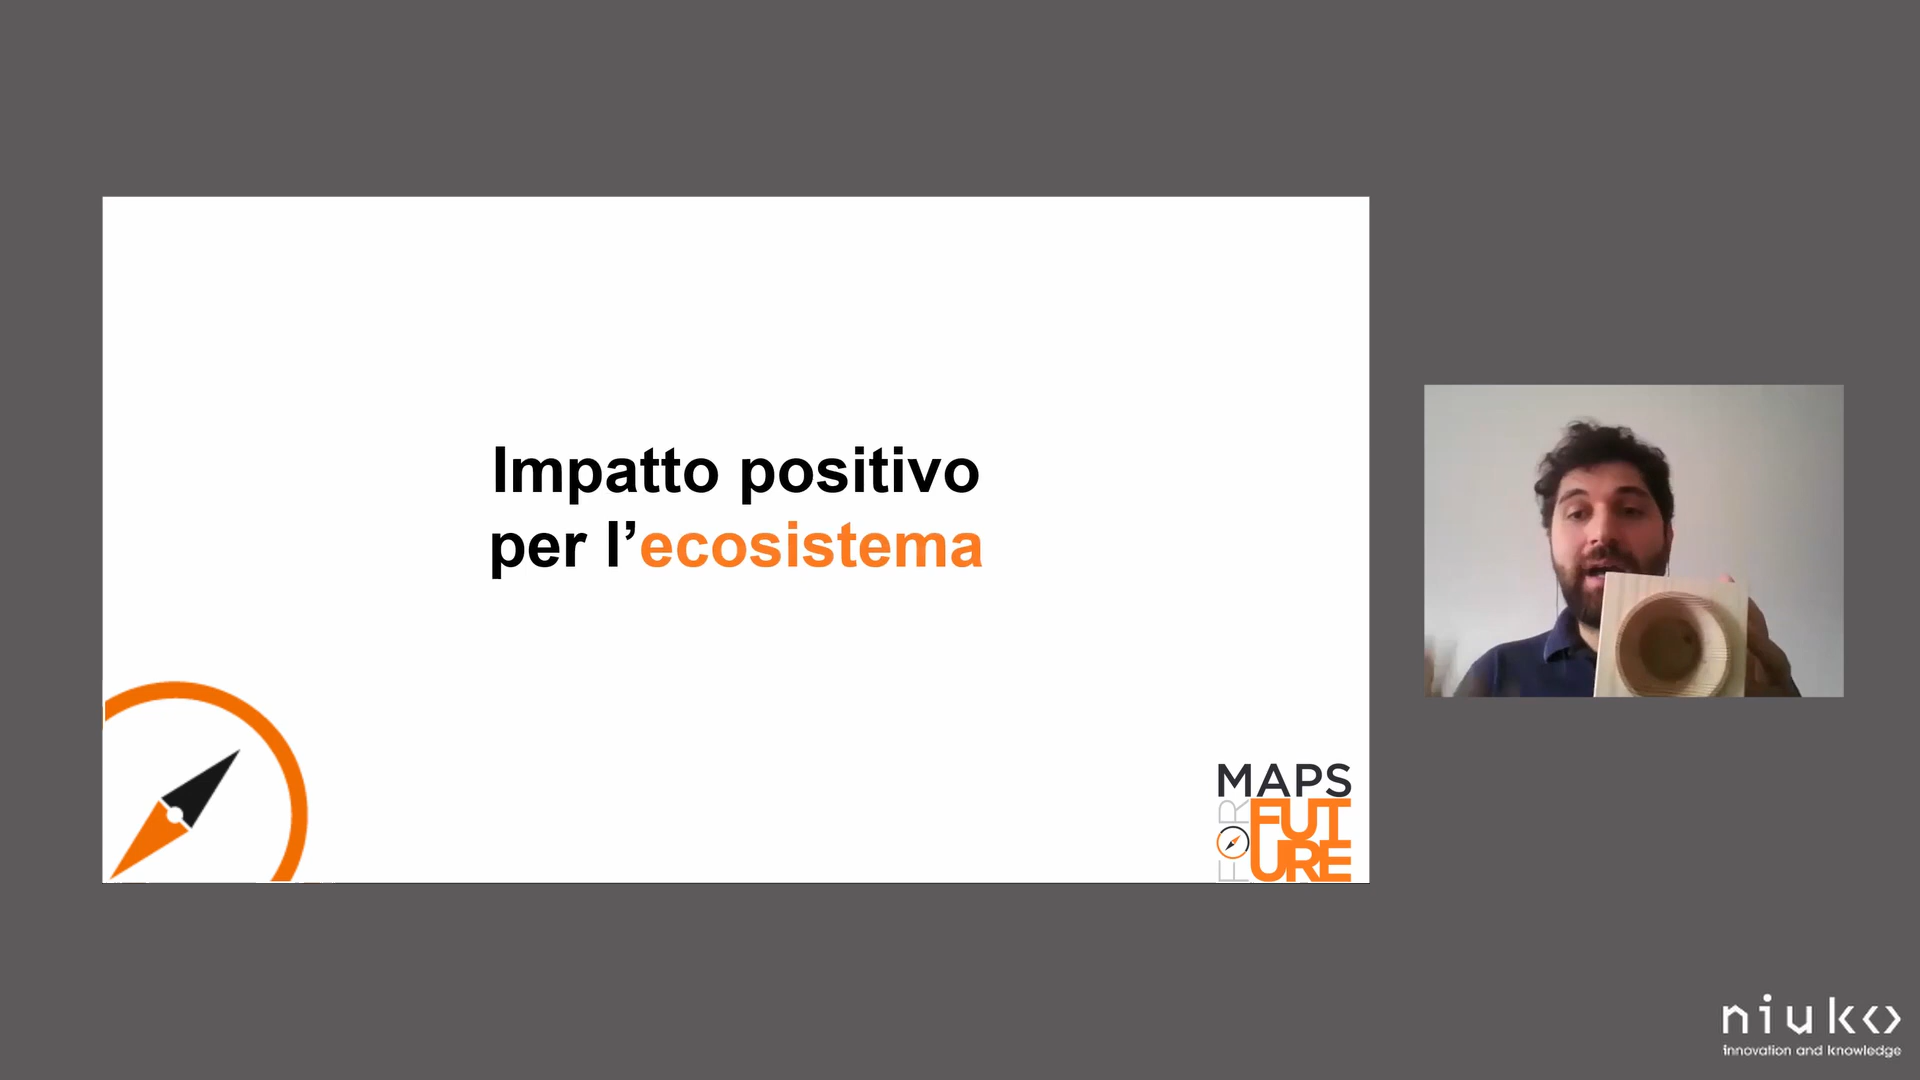 Impatto positivo
per l’ecosistema
MAPS
FOR
FUT
URE
niuko
innovation and knowledge